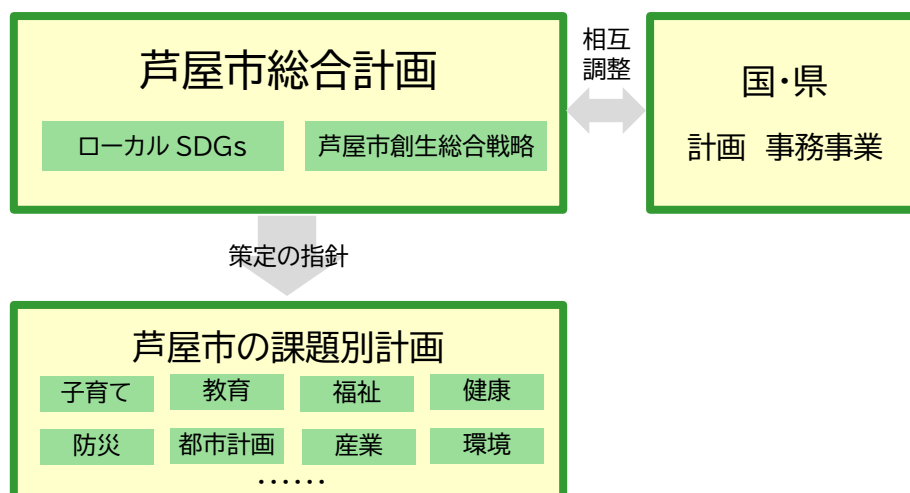 芦屋市総合計画
ローカル SDGs
芦屋市創生総合戦略
相互
調整
国・県
計画 事務事業
策定の指針
芦屋市の課題別計画
子育て
教育
福祉
健康
防災
都市計画
産業
環境
……